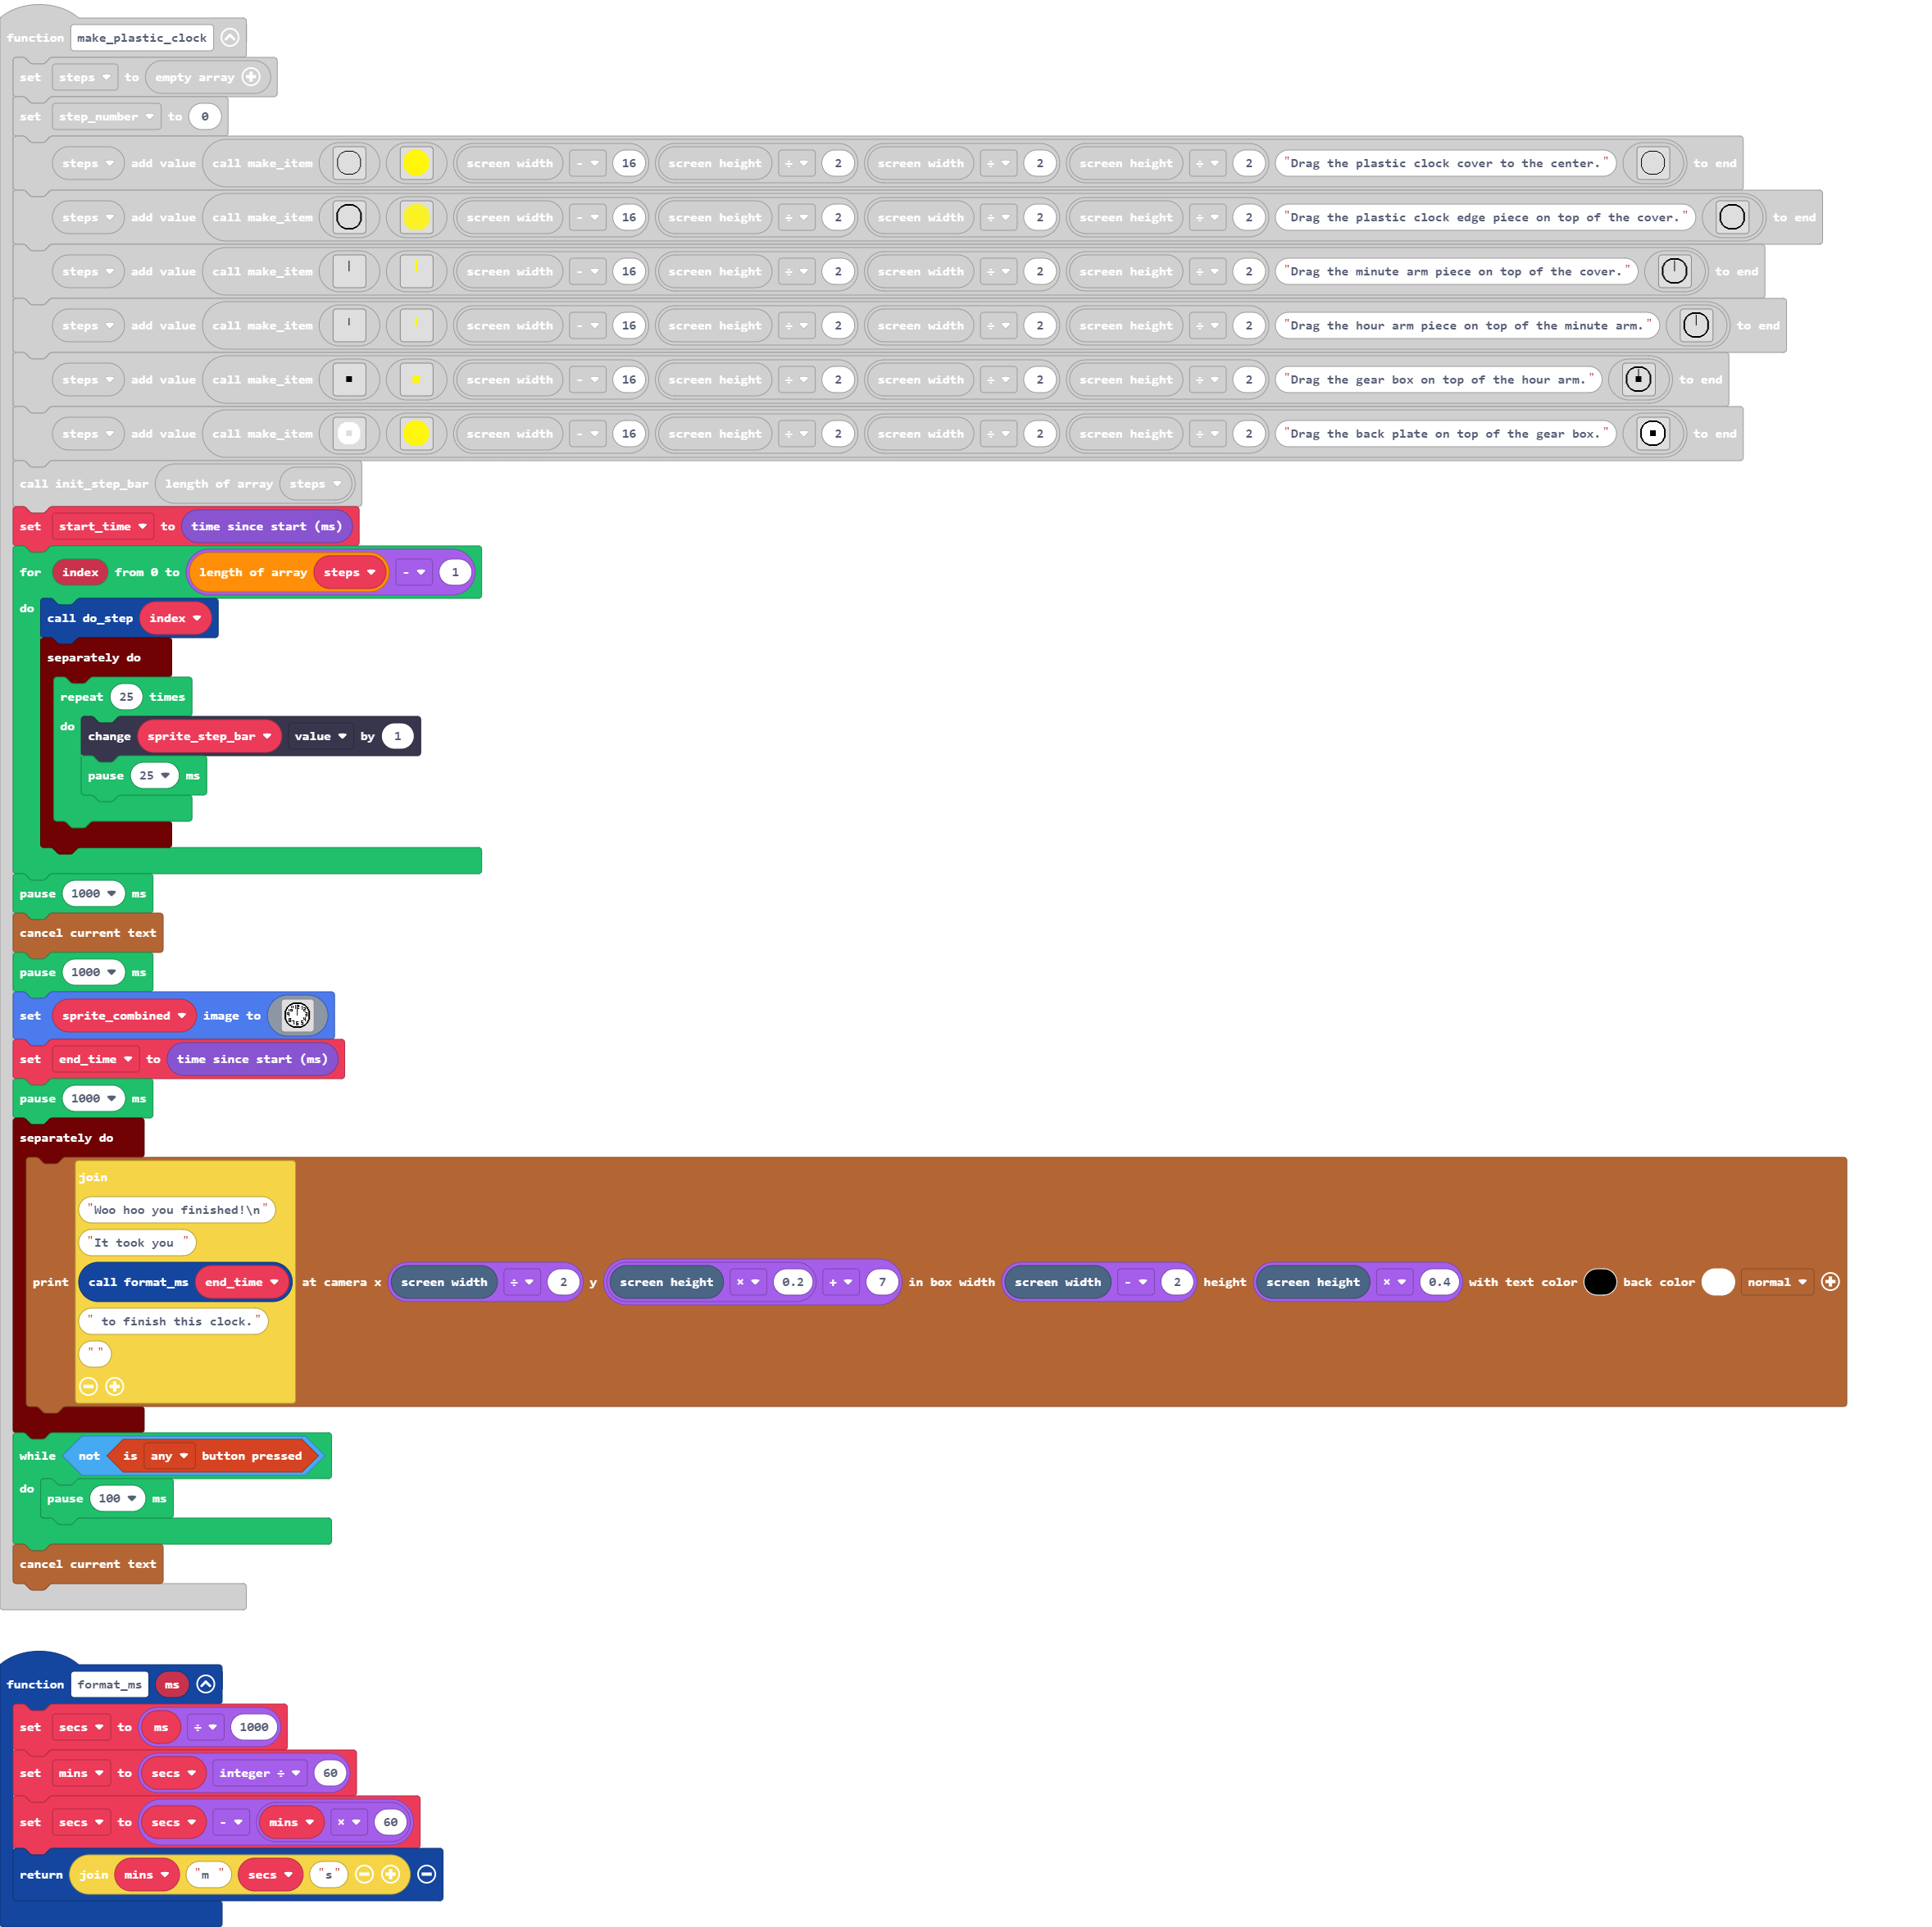 function make_plastic_clock
set steps to empty array
set step_number to 0
steps add value call make_item screen width - 16 screen height ÷ 2 screen width ÷ 2 screen height ÷ 2 "Drag the plastic clock cover to the center." to end
steps add value call make_item screen width - 16 screen height ÷ 2 screen width ÷ 2 screen height ÷ 2 "Drag the plastic clock edge piece on top of the cover." to end
steps add value call make_item screen width - 16 screen height ÷ 2 screen width ÷ 2 screen height ÷ 2 "Drag the minute arm piece on top of the cover." to end
steps add value call make_item screen width - 16 screen height ÷ 2 screen width ÷ 2 screen height ÷ 2 "Drag the hour arm piece on top of the minute arm." to end
steps add value call make_item screen width - 16 screen height ÷ 2 screen width ÷ 2 screen height ÷ 2 "Drag the gear box on top of the hour arm." to end
steps add value call make_item screen width - 16 screen height ÷ 2 screen width ÷ 2 screen height ÷ 2 "Drag the back plate on top of the gear box." to end
call init_step_bar length of array steps
set start_time to time since start (ms)
for index from 0 to length of array steps - 1
do
call do_step index
separately do
repeat 25 times
do
change sprite_step_bar value by 1
pause 25 ms
pause 1000 ms
cancel current text
pause 1000 ms
set sprite_combined image to
set end_time to time since start (ms)
pause 1000 ms
separately do
join
"Woo hoo you finished!\n"
"It took you "
print call format_ms end_time at camera x screen width ÷ 2 y screen height × 0.2 + 7 in box width screen width - 2 height screen height × 0.4 with text color back color normal
" to finish this clock."
""
while not is any button pressed
do
pause 100 ms
cancel current text
function format_ms ms
set secs to ms ÷ 1000
set mins to secs integer ÷ 60
set secs to secs - mins × 60
return join mins "m " secs "s"